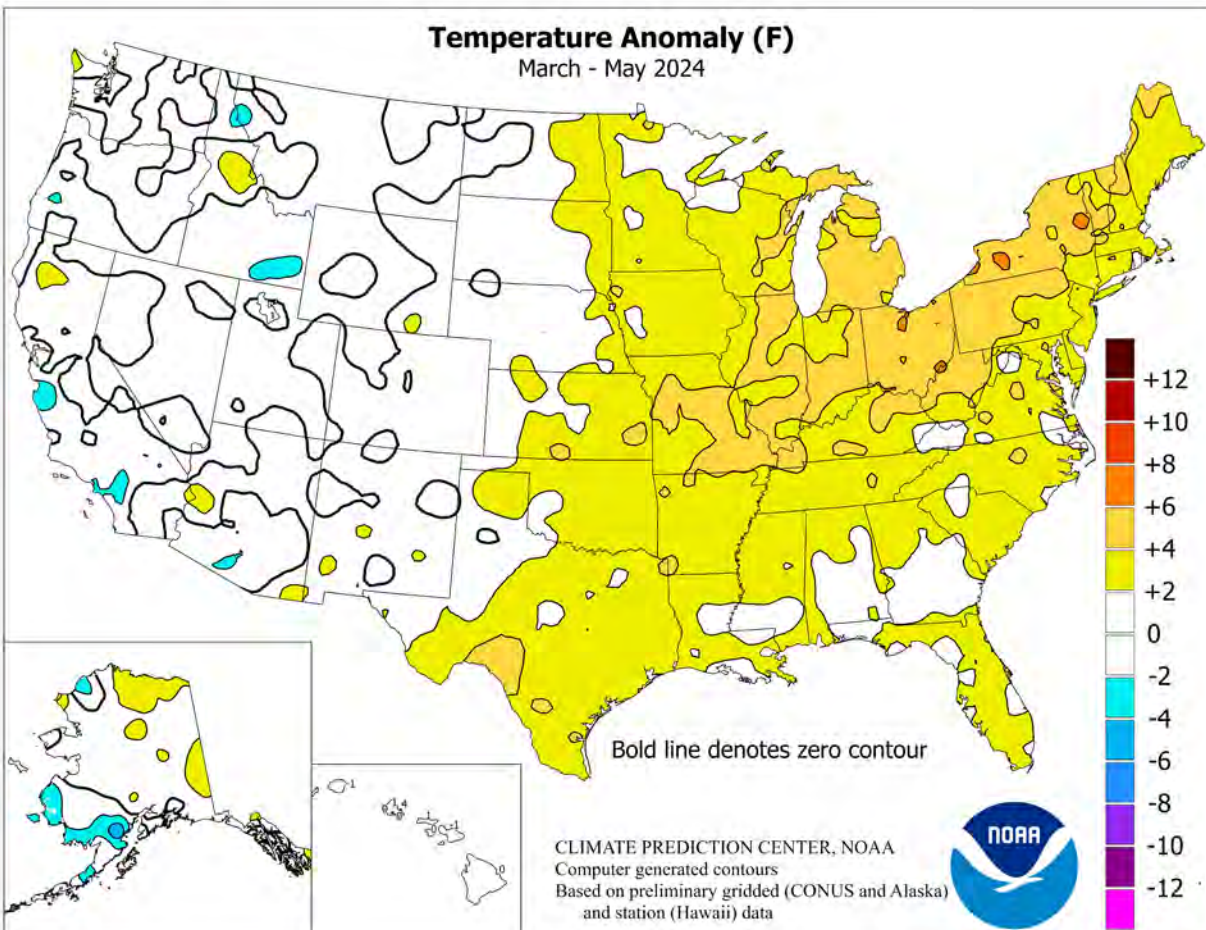 Temperature Anomaly (F)
March - May 2024
+12
+10
+8
+6
+4
+2
0
-2
-4
-6
-8
-10
-12
Bold line denotes zero contour
CLIMATE PREDICTION CENTER, NOAA
Computer generated contours
Based on preliminary gridded (CONUS and Alaska)
and station (Hawaii) data
NOAA